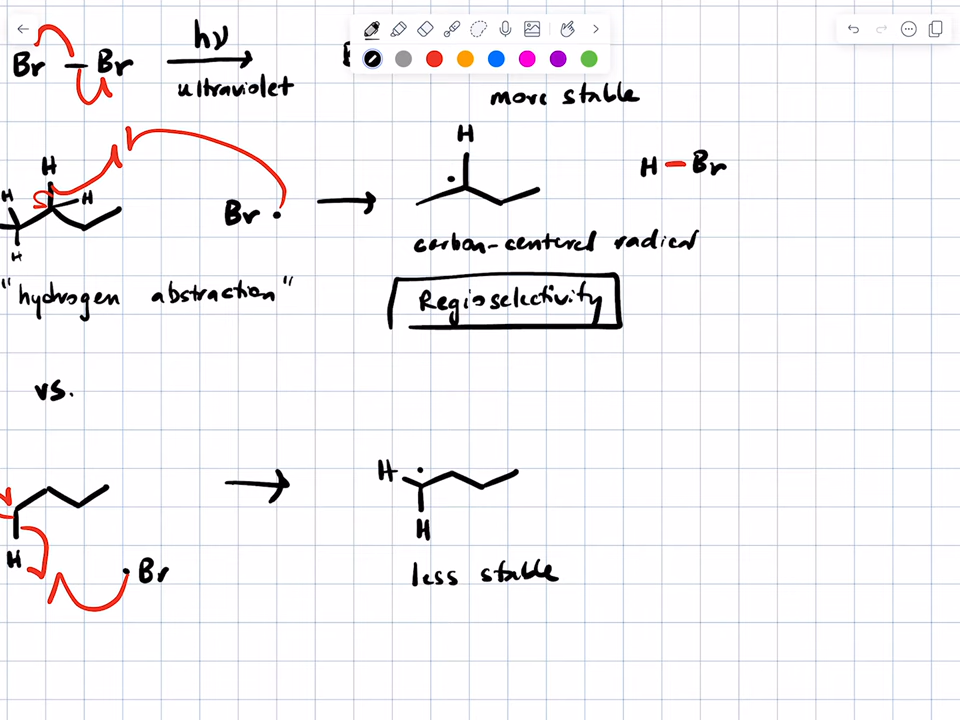 hν
Br – Br
ultraviolet
more stable
H
H – Br
H
H
H
Br ·
H
carbon-centered radical
"hydrogen abstraction"
Regioselectivity
vs.
H
H
H
· Br
less stable